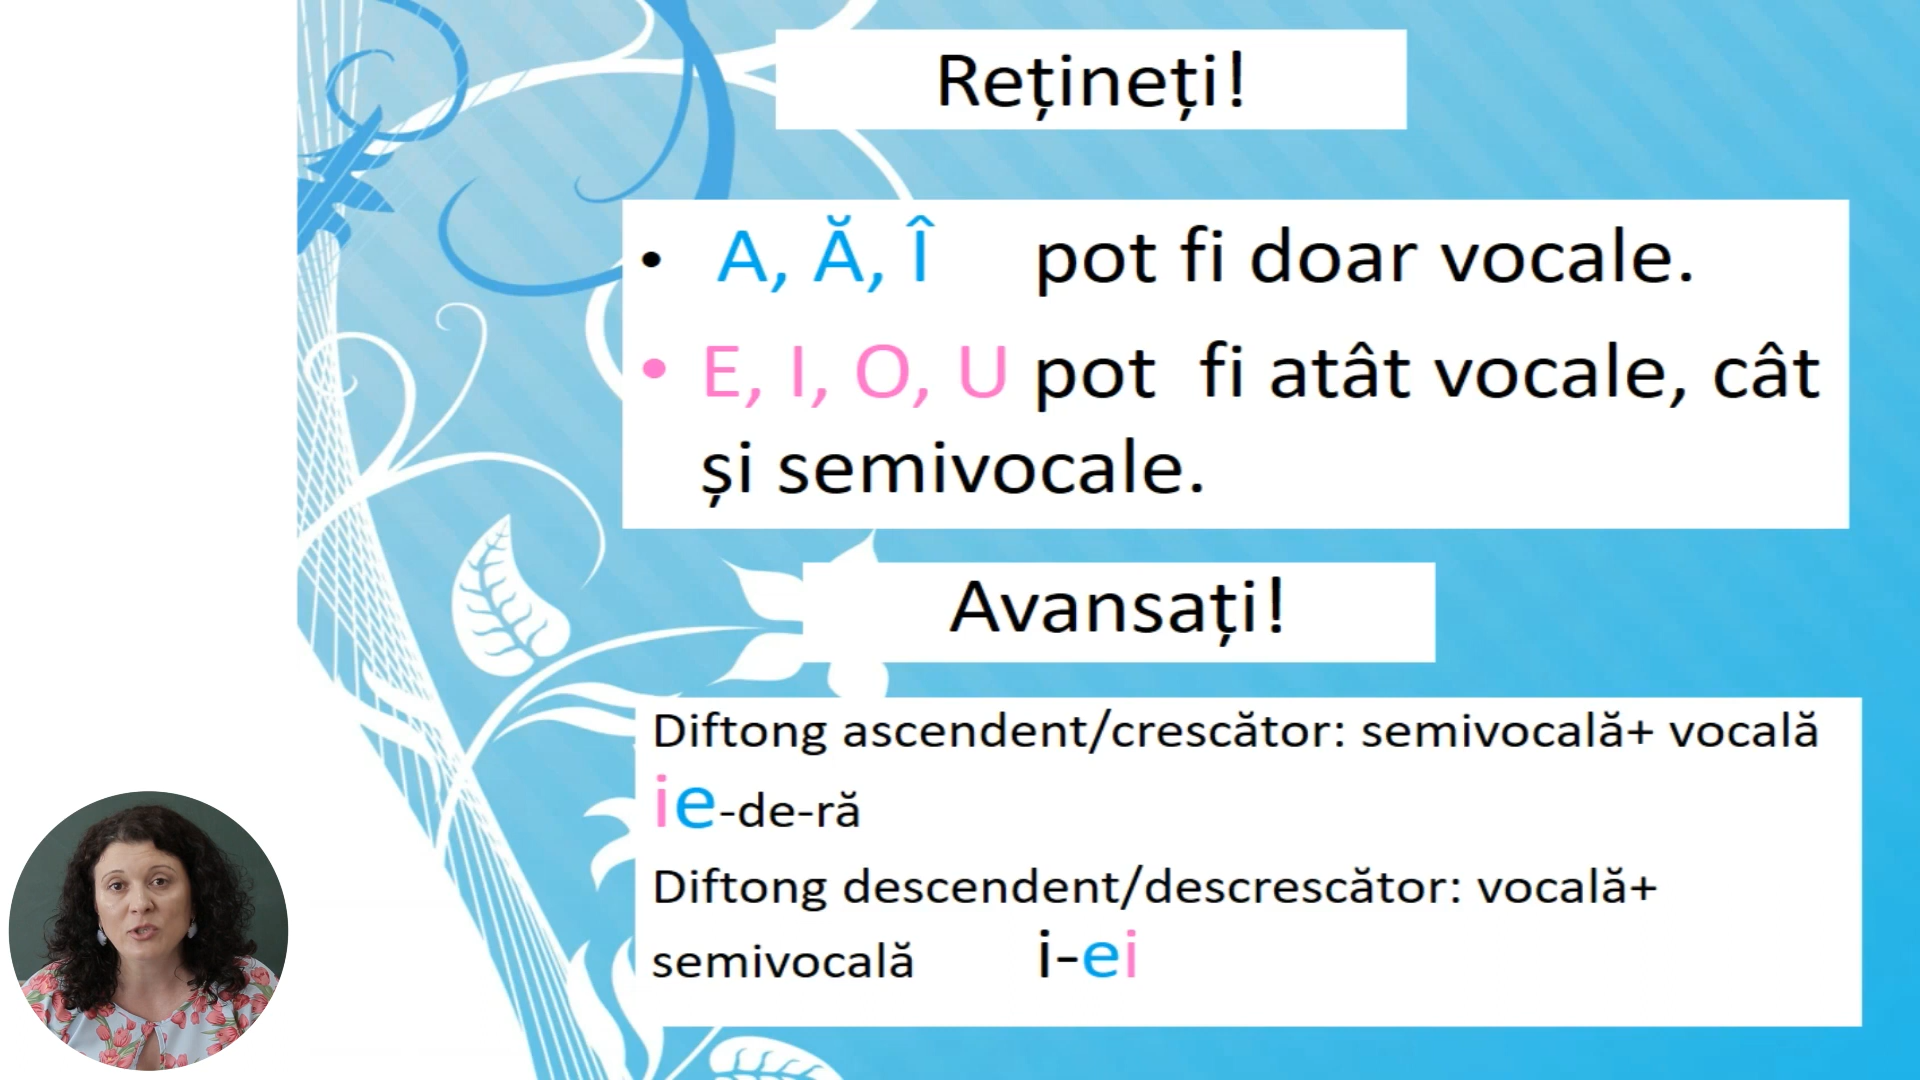 Rețineți!
• A, Ă, Î pot fi doar vocale.
• E, I, O, U pot fi atât vocale, cât
și semivocale.
Avansați!
Diftong ascendent/crescător: semivocală+ vocală
ie-de-ră
Diftong descendent/descrescător: vocală+
semivocală i-ei